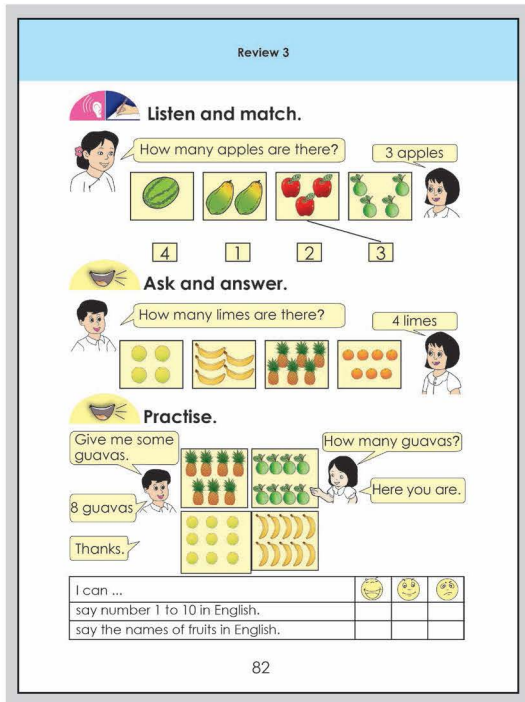 Review 3
Listen and match.
How many apples are there?
3 apples
4
1
2
3
Ask and answer.
How many limes are there?
4 limes
Practise.
Give me some
guavas.
How many guavas?
8 guavas
Here you are.
Thanks.
I can ...
say number 1 to 10 in English.
say the names of fruits in English.
82